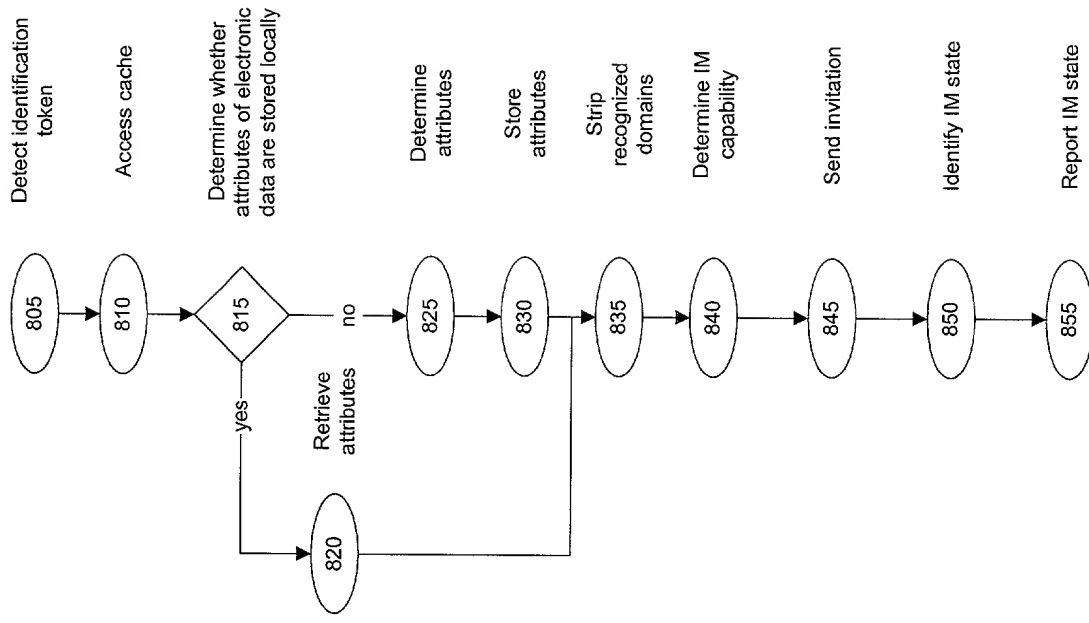 Detect identification
token
805
Access cache
810
Determine whether
attributes of electronic
data are stored locally
815
yes
no
Retrieve
attributes
820
Determine
attributes
825
Store
attributes
830
Strip
recognized
domains
835
Determine IM
capability
840
Send invitation
845
Identify IM state
850
Report IM state
855